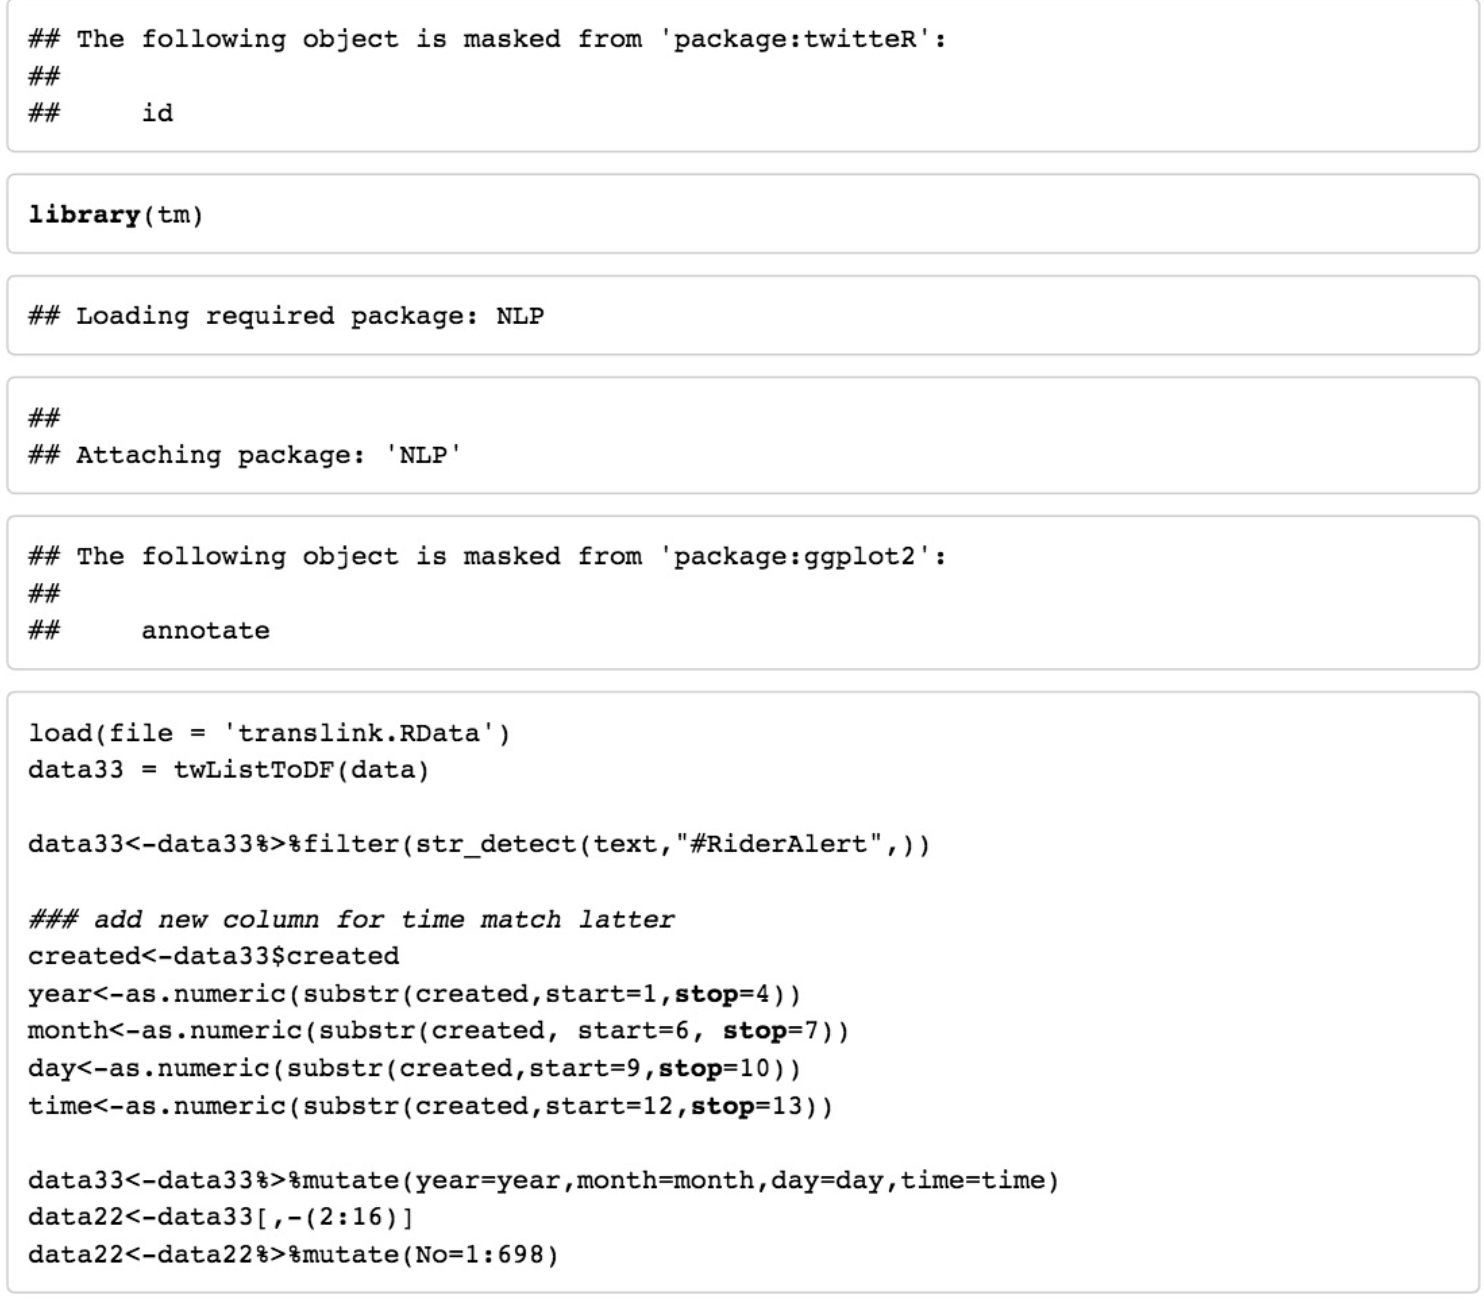 ## The following object is masked from 'package:twitteR':
##
##     id
library(tm)
## Loading required package: NLP
##
## Attaching package: 'NLP'
## The following object is masked from 'package:ggplot2':
##
##     annotate
load(file = 'translink.RData')
data33 = twListToDF(data)
data33<-data33%>%filter(str_detect(text,"#RiderAlert",))
### add new column for time match latter
created<-data33$created
year<-as.numeric(substr(created,start=1,stop=4))
month<-as.numeric(substr(created, start=6, stop=7))
day<-as.numeric(substr(created,start=9,stop=10))
time<-as.numeric(substr(created,start=12,stop=13))
data33<-data33%>%mutate(year=year,month=month,day=day,time=time)
data22<-data33[,-(2:16)]
data22<-data22%>%mutate(No=1:698)